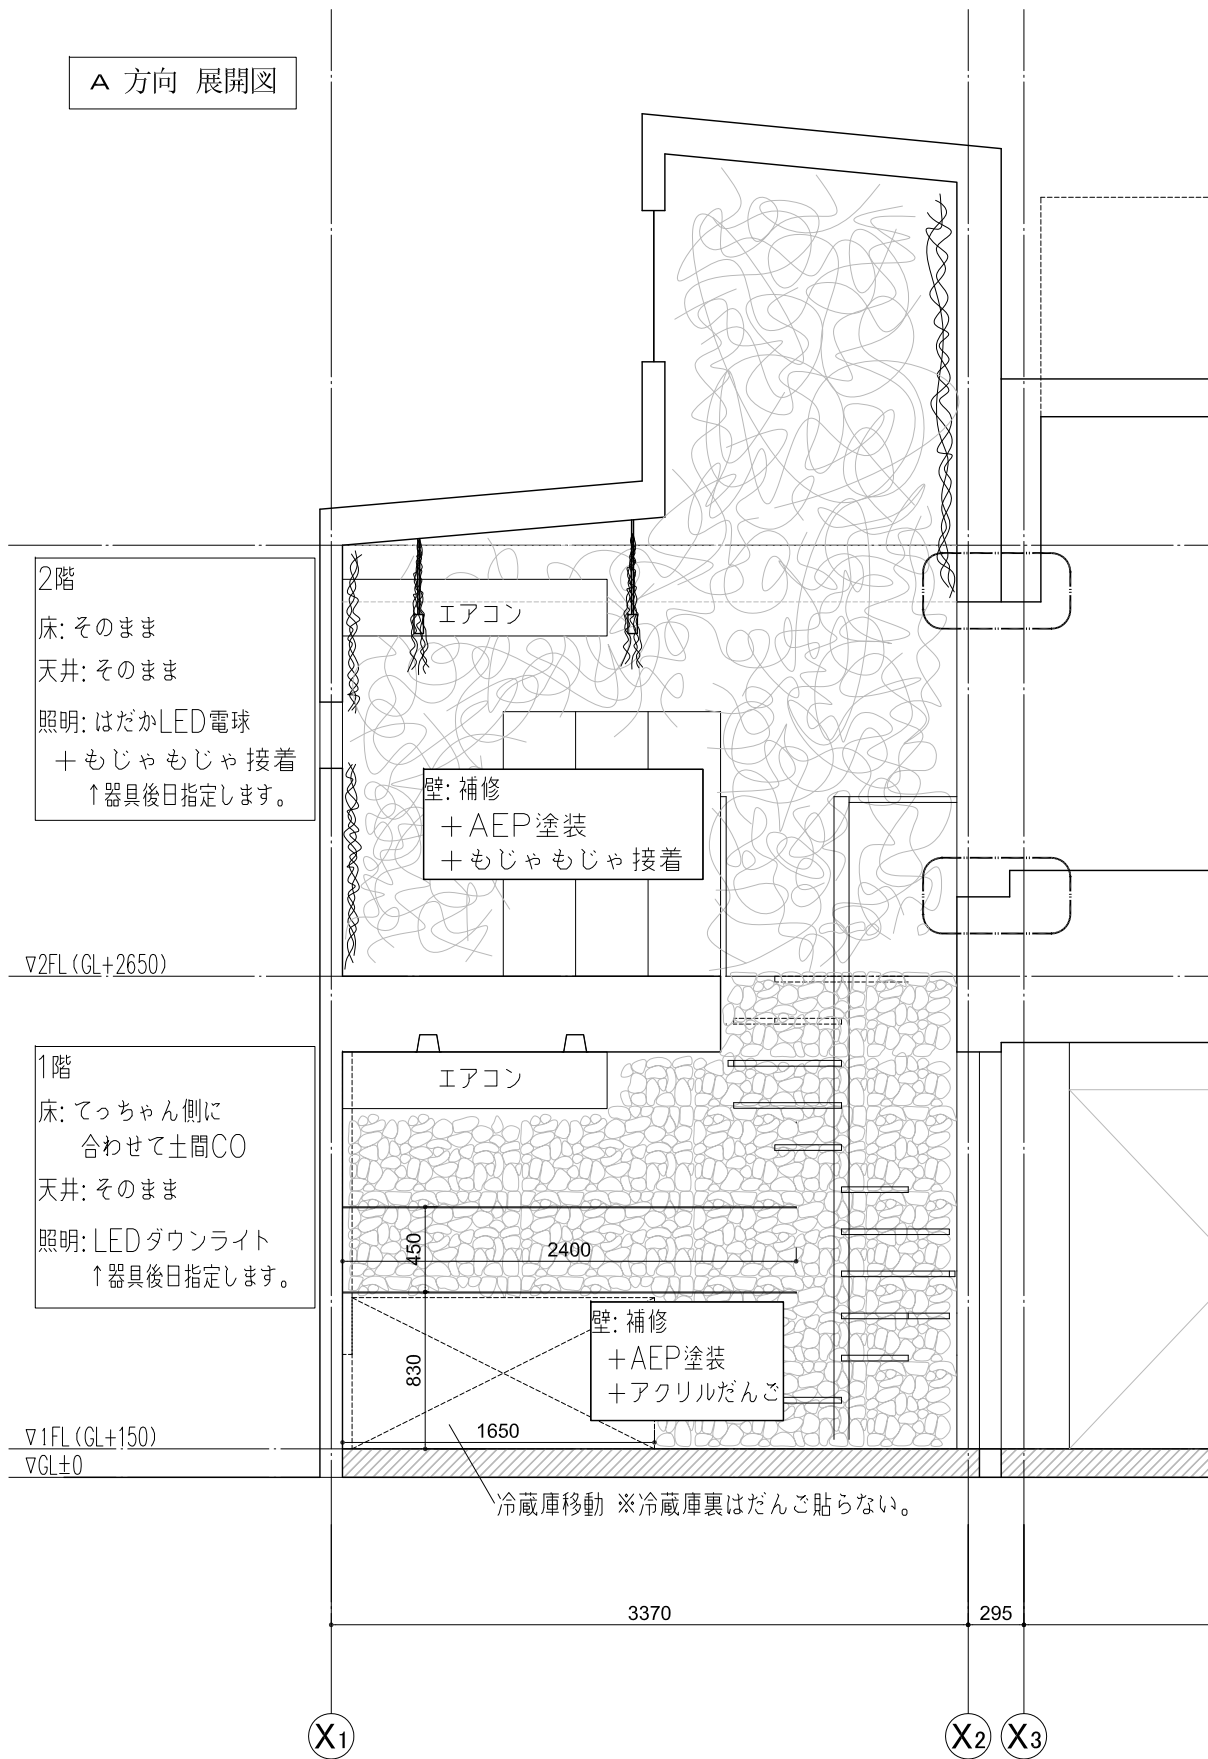 A 方向 展開図
2階
床: そのまま
天井: そのまま
照明: はだかLED電球
＋もじゃもじゃ接着
↑器具後日指定します。
エアコン
壁: 補修
＋AEP塗装
＋もじゃもじゃ接着
▽2FL(GL+2650)
1階
床: てっちゃん側に
合わせて土間CO
天井: そのまま
照明: LEDダウンライト
↑器具後日指定します。
エアコン
450
2400
830
壁: 補修
＋AEP塗装
＋アクリルだんご
1650
▽1FL(GL+150)
▽GL±0
冷蔵庫移動 ※冷蔵庫裏はだんご貼らない。
3370
295
X1
X2
X3